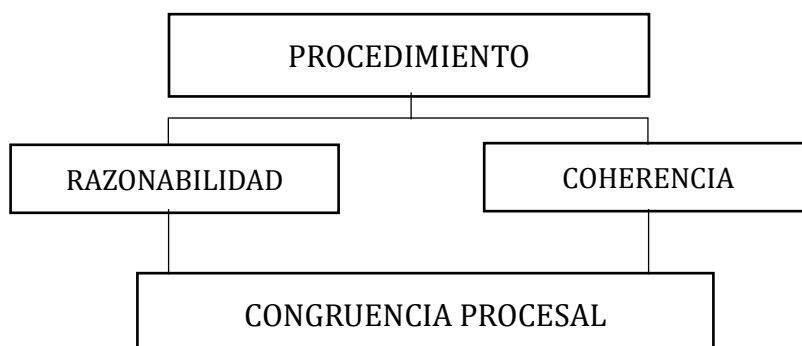 PROCEDIMIENTO
RAZONABILIDAD
COHERENCIA
CONGRUENCIA PROCESAL